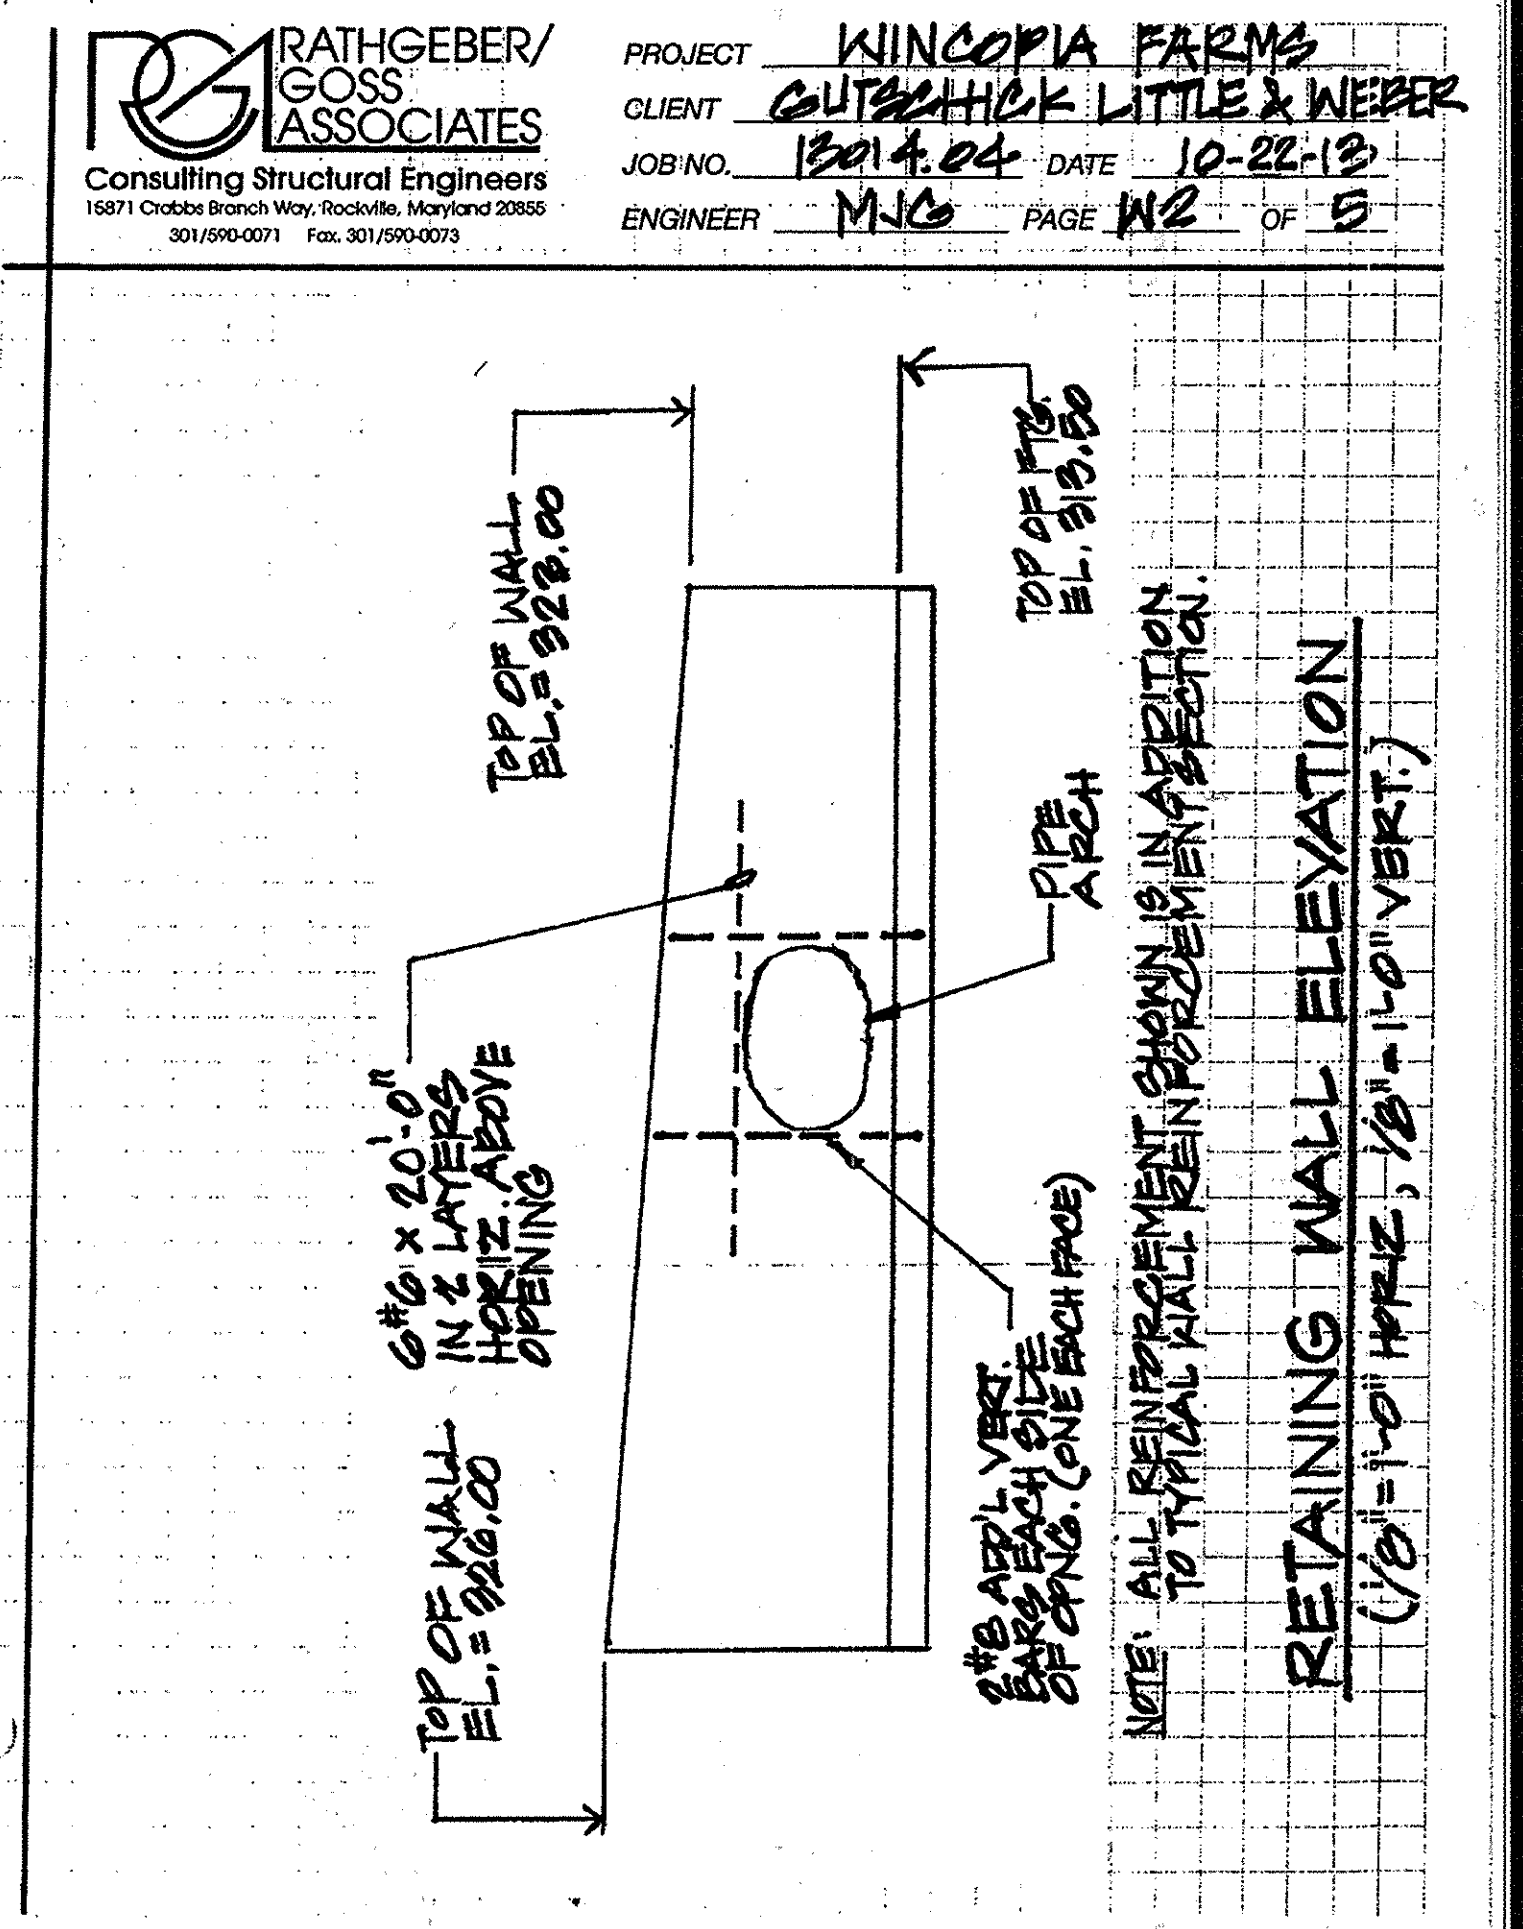 RATHGEBER/
GOSS
ASSOCIATES
Consulting Structural Engineers
15871 Crabbs Branch Way, Rockville, Maryland 20855
301/590-0071 Fax. 301/590-0073
PROJECT WINCOPIA FARMS
CLIENT GUTSCHICK LITTLE & WEBER
JOB NO. 13014.04 DATE 10-22-13
ENGINEER MJG PAGE W2 OF 5
TOP OF WALL
EL. = 326.00
6 #6 x 20'-0"
IN 2 LAYERS
HORIZ. ABOVE
OPENING
TOP OF WALL
EL. = 323.00
2 #8 ADD'L VERT.
BARS EACH SIDE
OF OPNG. (ONE EACH FACE)
PIPE
ARCH
TOP OF FTG.
EL. 313.50
NOTE: ALL REINFORCEMENT SHOWN IS IN ADDITION
TO TYPICAL WALL REINFORCEMENT SECTION.
RETAINING WALL ELEVATION
(1/8" = 1'-0" HORIZ, 1/8" = 1'-0" VERT.)